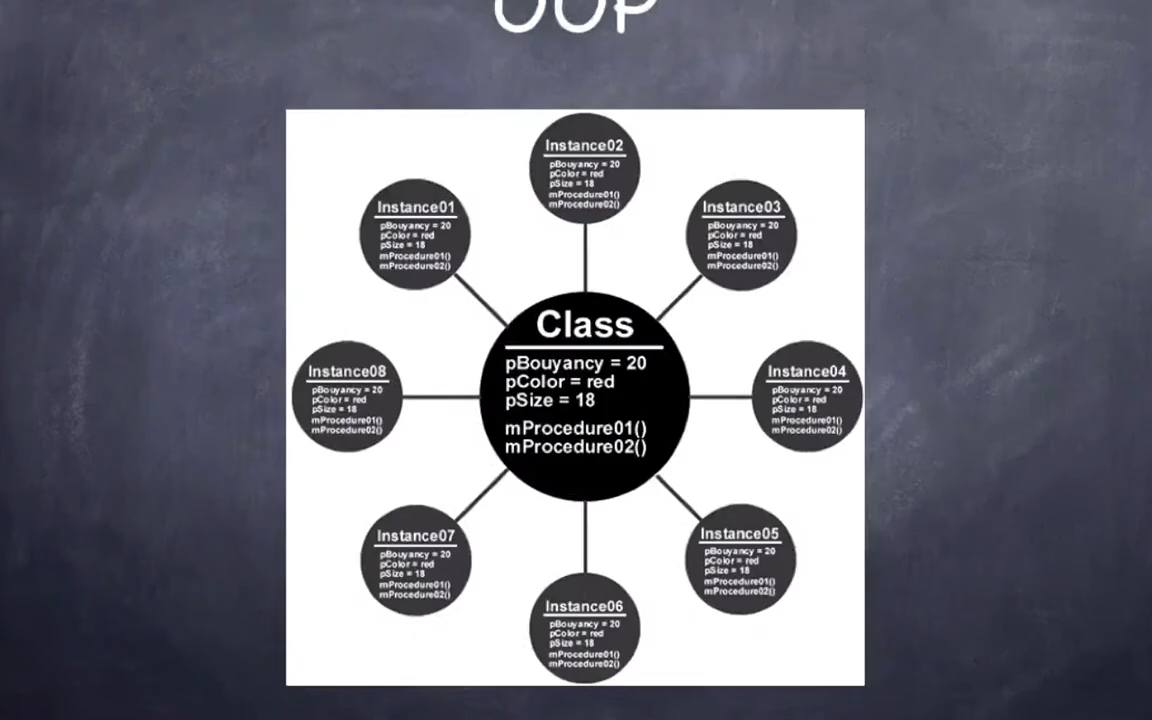 OOP
Instance02
pBouyancy = 20
pColor = red
pSize = 18
mProcedure01()
mProcedure02()
Instance01
pBouyancy = 20
pColor = red
pSize = 18
mProcedure01()
mProcedure02()
Instance03
pBouyancy = 20
pColor = red
pSize = 18
mProcedure01()
mProcedure02()
Class
pBouyancy = 20
pColor = red
pSize = 18
mProcedure01()
mProcedure02()
Instance08
pBouyancy = 20
pColor = red
pSize = 18
mProcedure01()
mProcedure02()
Instance04
pBouyancy = 20
pColor = red
pSize = 18
mProcedure01()
mProcedure02()
Instance07
pBouyancy = 20
pColor = red
pSize = 18
mProcedure01()
mProcedure02()
Instance05
pBouyancy = 20
pColor = red
pSize = 18
mProcedure01()
mProcedure02()
Instance06
pBouyancy = 20
pColor = red
pSize = 18
mProcedure01()
mProcedure02()